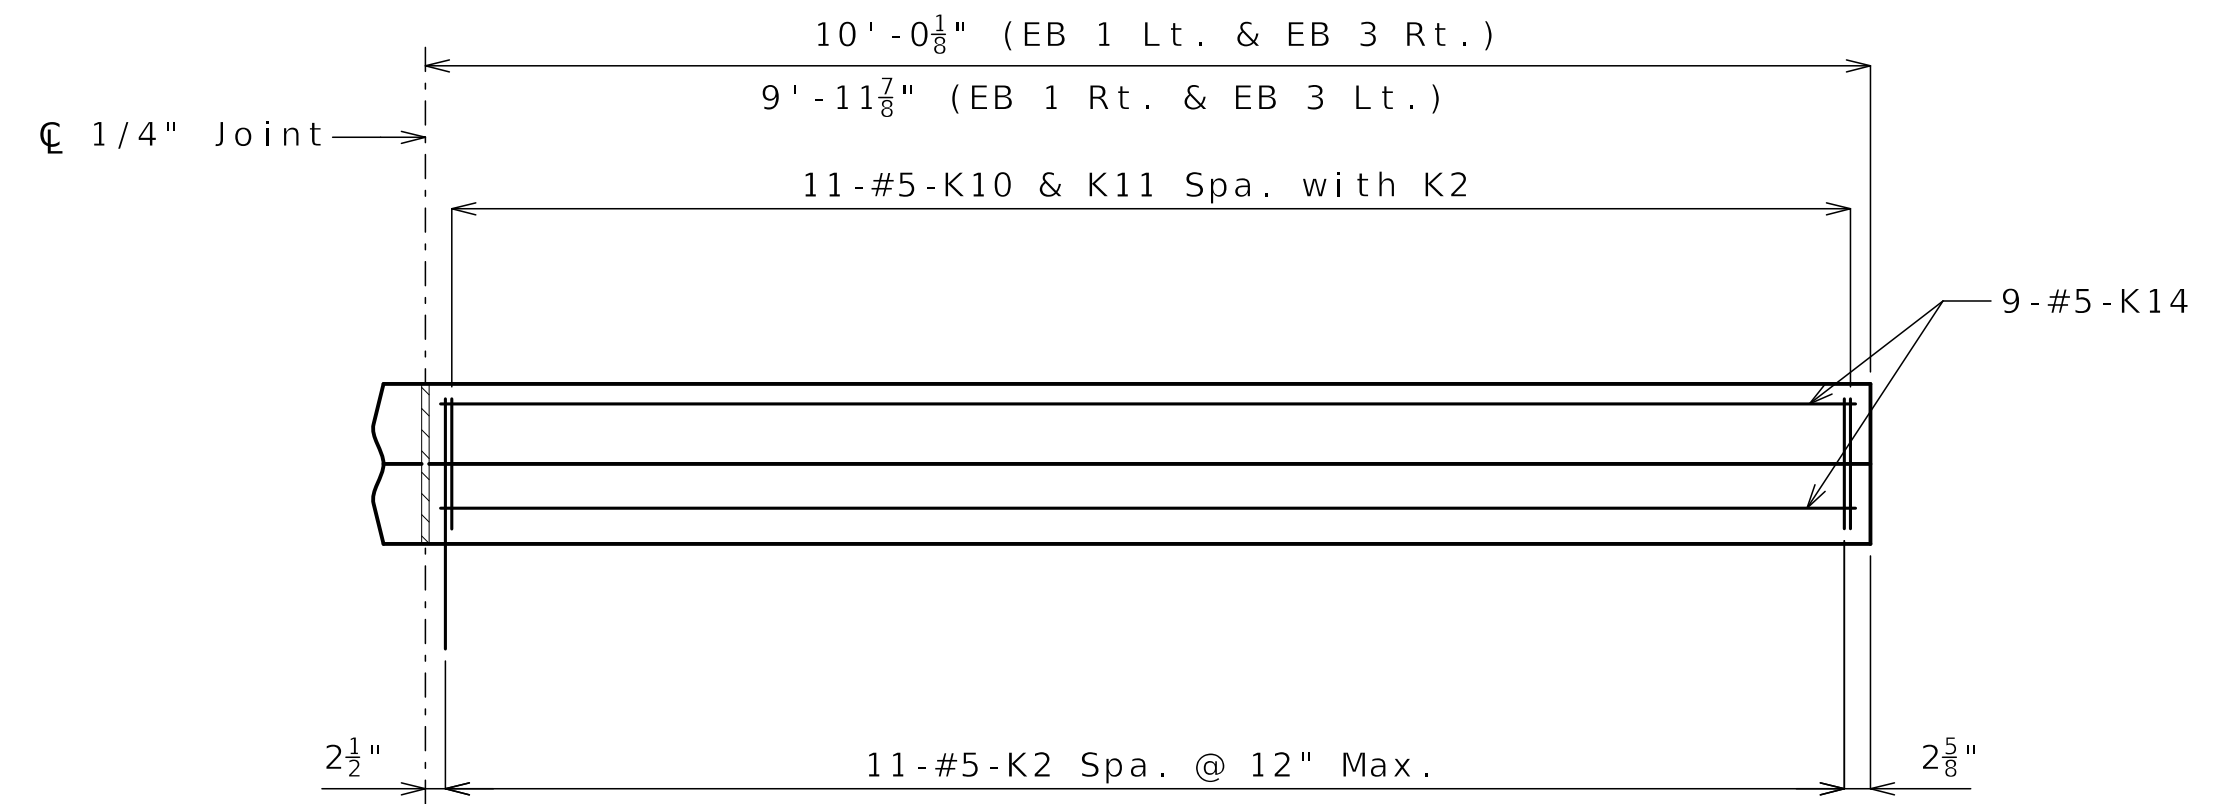 10'-0⅛" (EB 1 Lt. & EB 3 Rt.)
9'-11⅞" (EB 1 Rt. & EB 3 Lt.)
℄ 1/4" Joint
11-#5-K10 & K11 Spa. with K2
9-#5-K14
2½"
11-#5-K2 Spa. @ 12" Max.
2⅝"